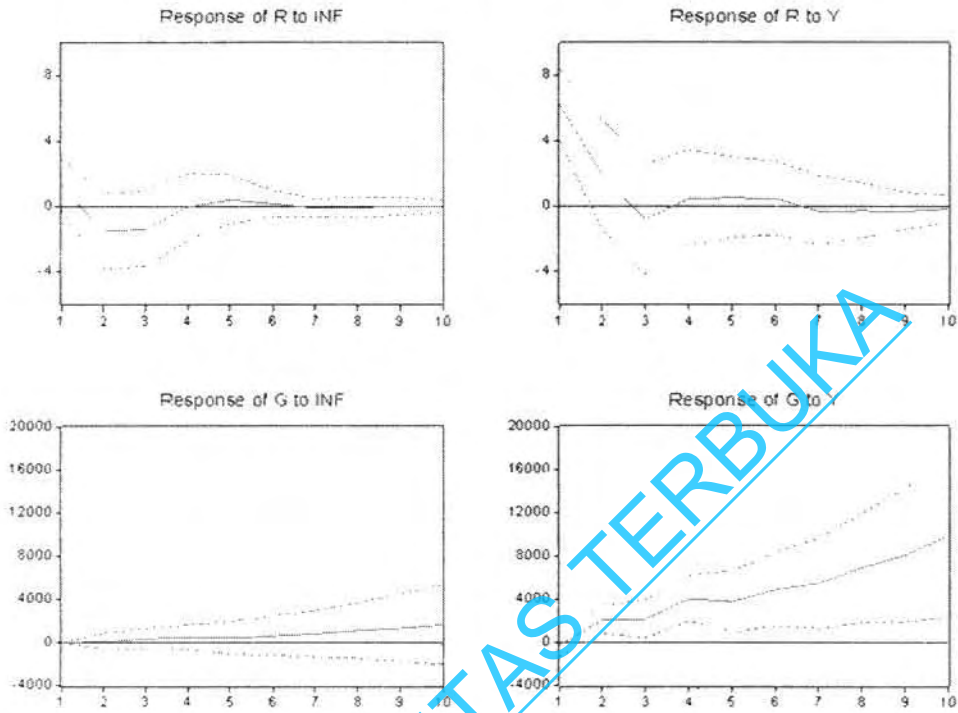 Response of R to INF
Response of R to Y
8
4
0
-4
1 2 3 4 5 6 7 8 9 10
8
4
0
-4
1 2 3 4 5 6 7 8 9 10
Response of G to INF
Response of G to Y
20000
16000
12000
8000
4000
0
-4000
1 2 3 4 5 6 7 8 9 10
20000
16000
12000
8000
4000
0
-4000
1 2 3 4 5 6 7 8 9 10
TAS TERBUKA